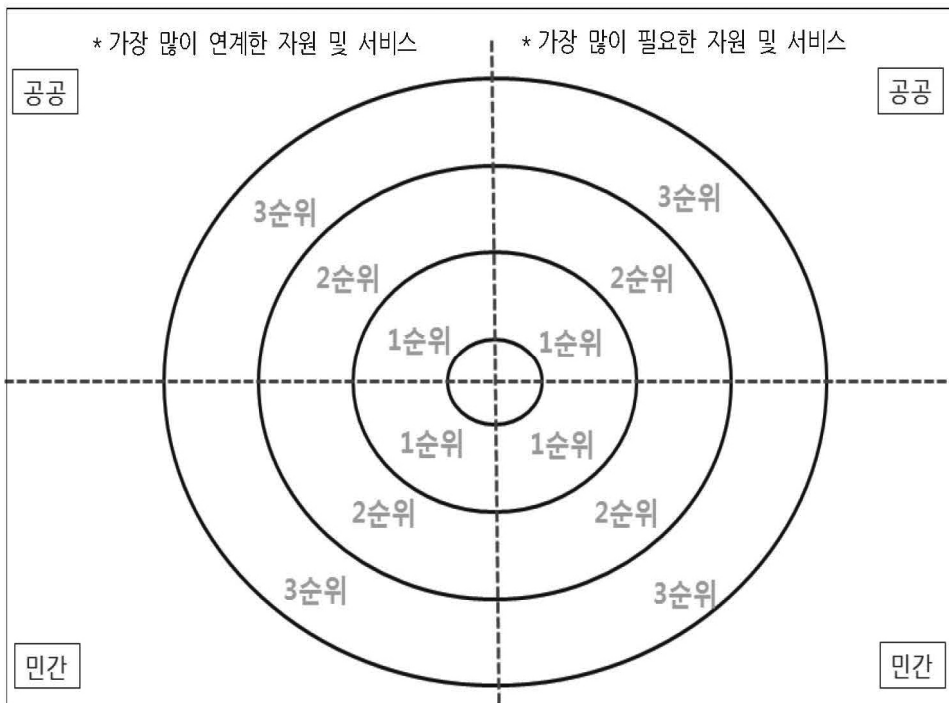 * 가장 많이 연계한 자원 및 서비스
* 가장 많이 필요한 자원 및 서비스
공공
공공
3순위
3순위
2순위
2순위
1순위
1순위
1순위
1순위
2순위
2순위
3순위
3순위
민간
민간